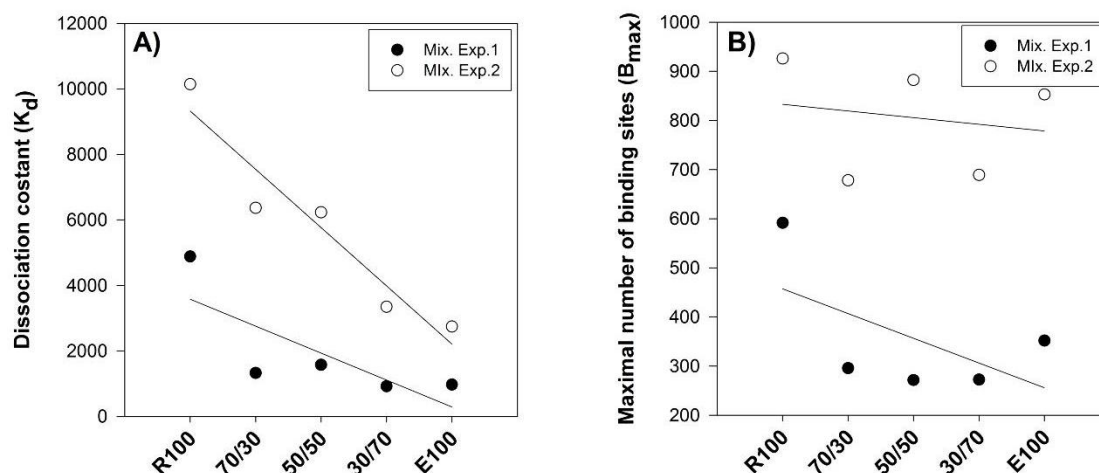 A)
Mix. Exp.1
MIx. Exp.2
Dissociation costant (Kd)
12000
10000
8000
6000
4000
2000
0
R100
70/30
50/50
30/70
E100
B)
Mix. Exp.1
MIx. Exp.2
Maximal number of binding sites (Bmax)
1000
900
800
700
600
500
400
300
200
R100
70/30
50/50
30/70
E100